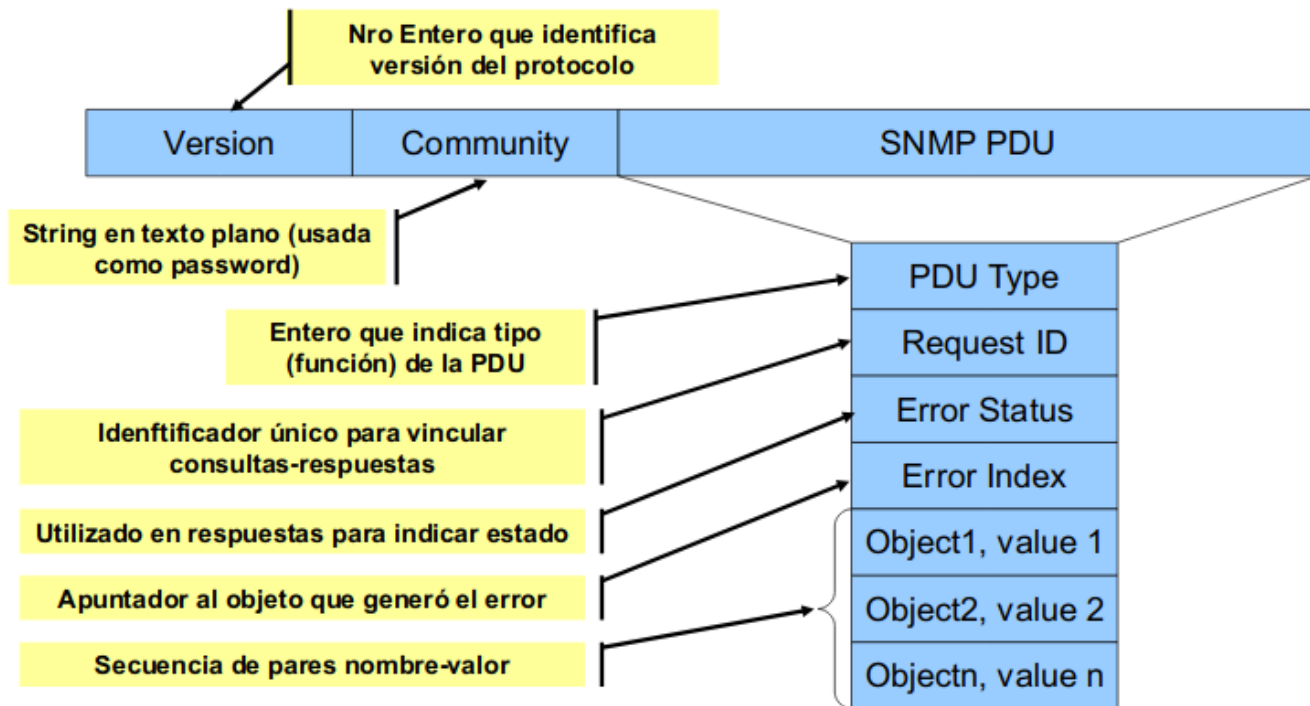 Nro Entero que identifica
versión del protocolo
Version
Community
SNMP PDU
String en texto plano (usada
como password)
PDU Type
Entero que indica tipo
(función) de la PDU
Request ID
Idenftificador único para vincular
consultas-respuestas
Error Status
Utilizado en respuestas para indicar estado
Error Index
Apuntador al objeto que generó el error
Object1, value 1
Object2, value 2
Secuencia de pares nombre-valor
Objectn, value n